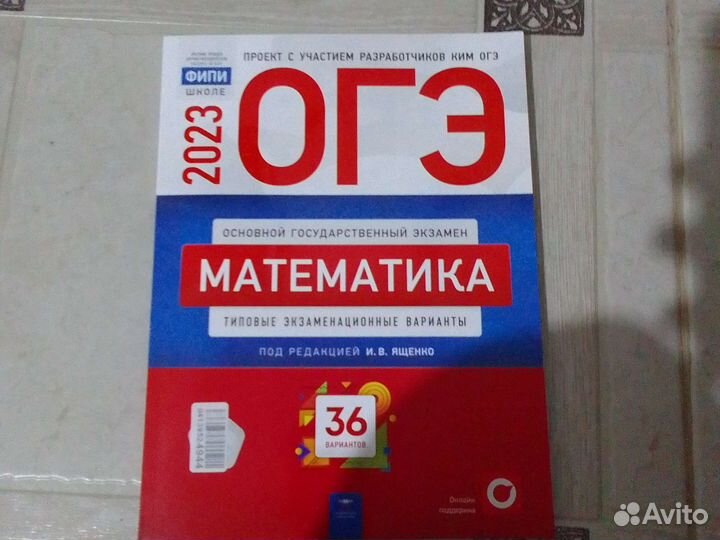 ПРОЕКТ С УЧАСТИЕМ РАЗРАБОТЧИКОВ КИМ ОГЭ
ФИПИ
ШКОЛЕ
2023
ОГЭ
ОСНОВНОЙ ГОСУДАРСТВЕННЫЙ ЭКЗАМЕН
МАТЕМАТИКА
ТИПОВЫЕ ЭКЗАМЕНАЦИОННЫЕ ВАРИАНТЫ
ПОД РЕДАКЦИЕЙ И.В. ЯЩЕНКО
36
ВАРИАНТОВ
Онлайн
поддержка
Avito